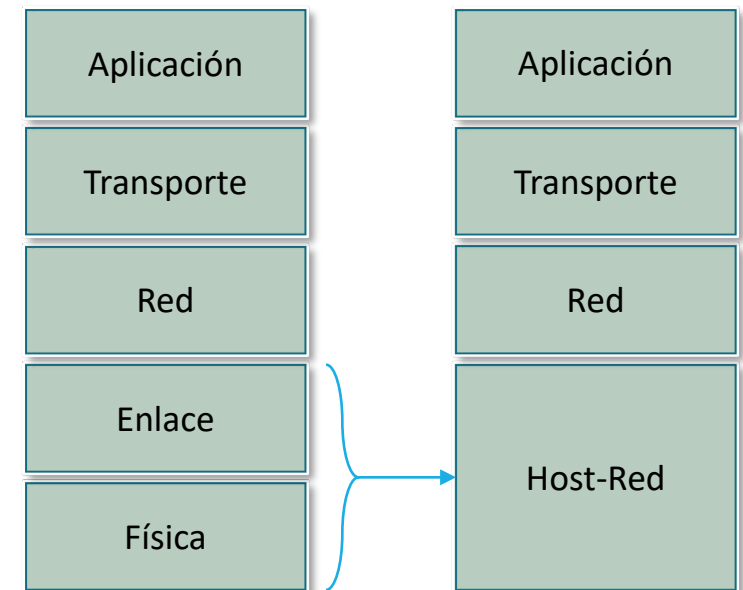 Aplicación
Transporte
Red
Enlace
Física
Aplicación
Transporte
Red
Host-Red